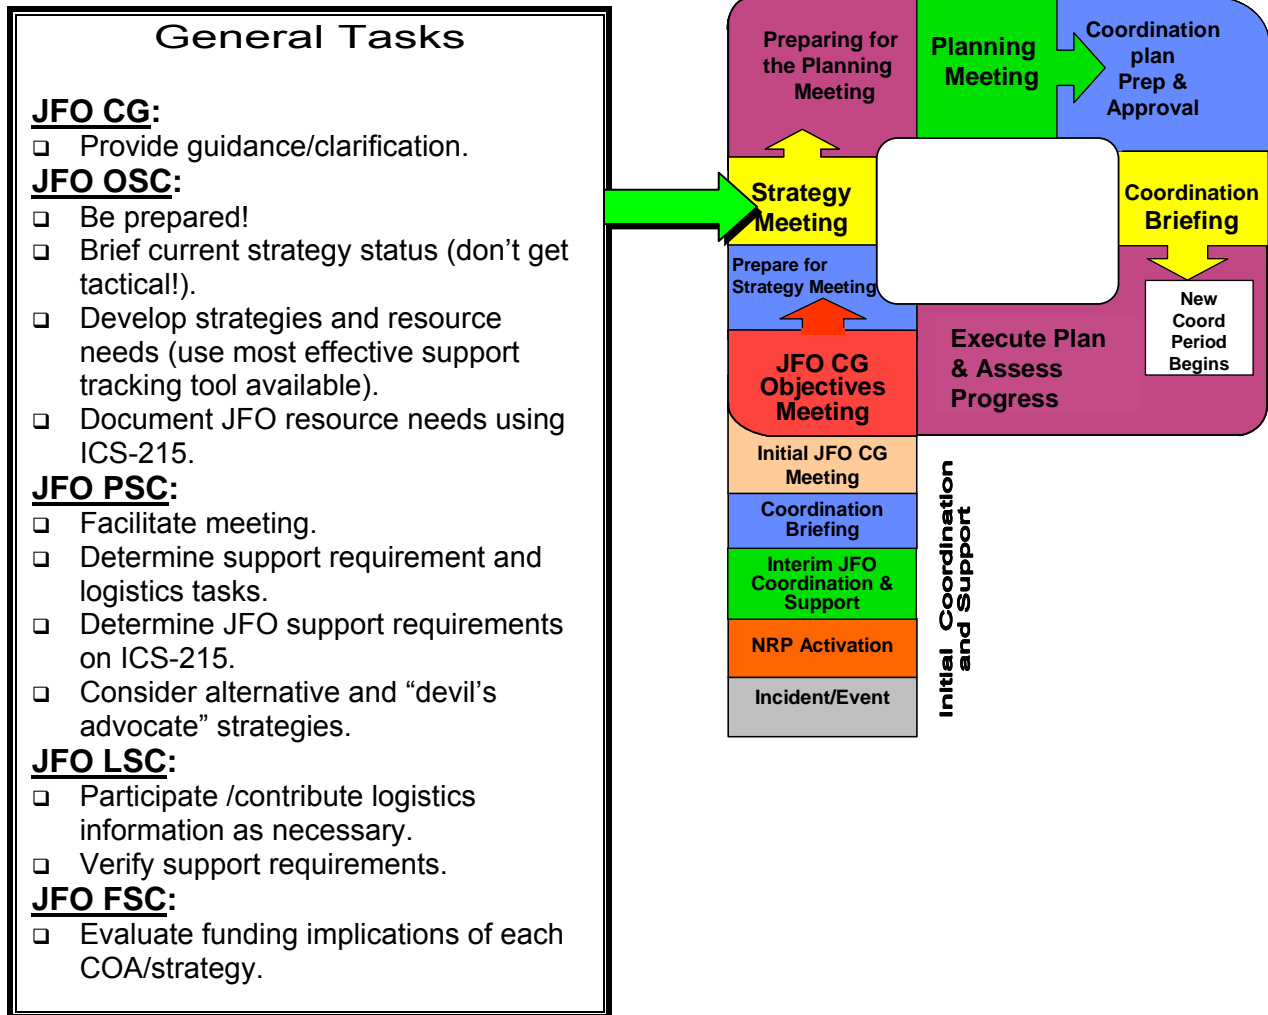 General Tasks
JFO CG:
❑ Provide guidance/clarification.
JFO OSC:
❑ Be prepared!
❑ Brief current strategy status (don’t get
tactical!).
❑ Develop strategies and resource
needs (use most effective support
tracking tool available).
❑ Document JFO resource needs using
ICS-215.
JFO PSC:
❑ Facilitate meeting.
❑ Determine support requirement and
logistics tasks.
❑ Determine JFO support requirements
on ICS-215.
❑ Consider alternative and “devil’s
advocate” strategies.
JFO LSC:
❑ Participate /contribute logistics
information as necessary.
❑ Verify support requirements.
JFO FSC:
❑ Evaluate funding implications of each
COA/strategy.
Preparing for
the Planning
Meeting
Planning
Meeting
Coordination
plan
Prep &
Approval
Strategy
Meeting
Coordination
Briefing
Prepare for
Strategy Meeting
New
Coord
Period
Begins
JFO CG
Objectives
Meeting
Execute Plan
& Assess
Progress
Initial JFO CG
Meeting
Coordination
Briefing
Interim JFO
Coordination &
Support
NRP Activation
Incident/Event
Initial Coordination
and Support